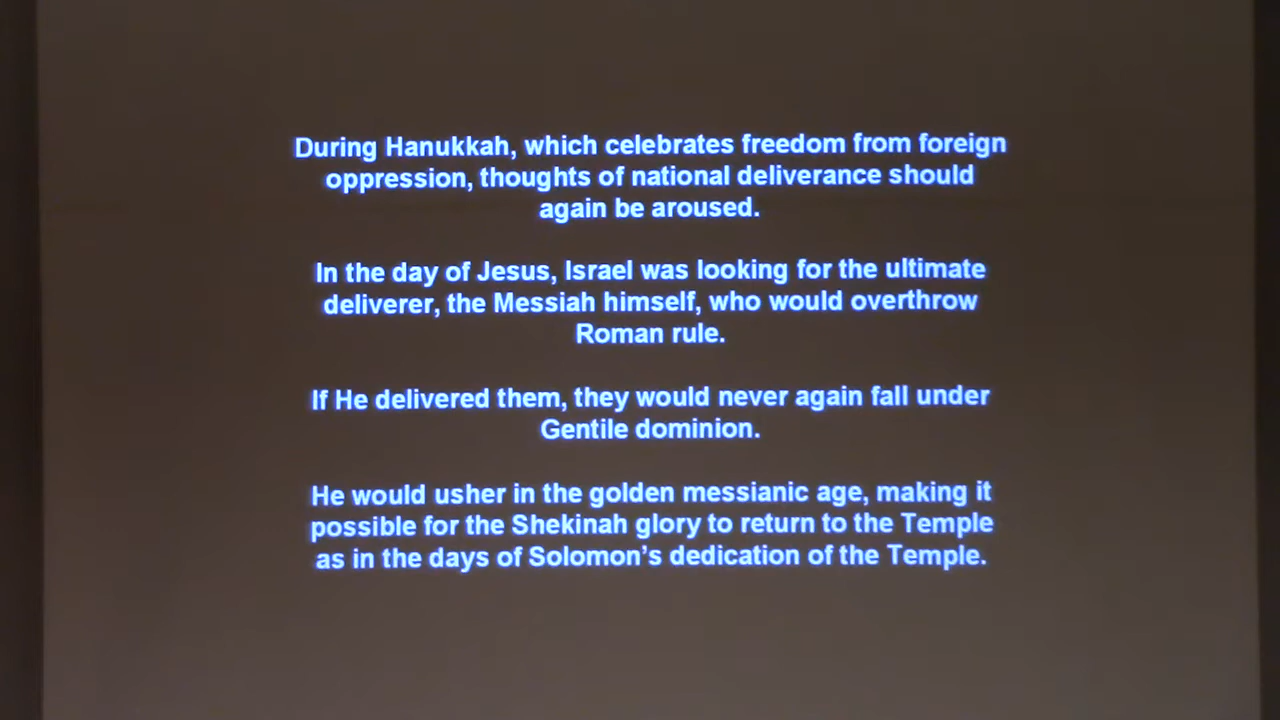 During Hanukkah, which celebrates freedom from foreign
oppression, thoughts of national deliverance should
again be aroused.
In the day of Jesus, Israel was looking for the ultimate
deliverer, the Messiah himself, who would overthrow
Roman rule.
If He delivered them, they would never again fall under
Gentile dominion.
He would usher in the golden messianic age, making it
possible for the Shekinah glory to return to the Temple
as in the days of Solomon’s dedication of the Temple.